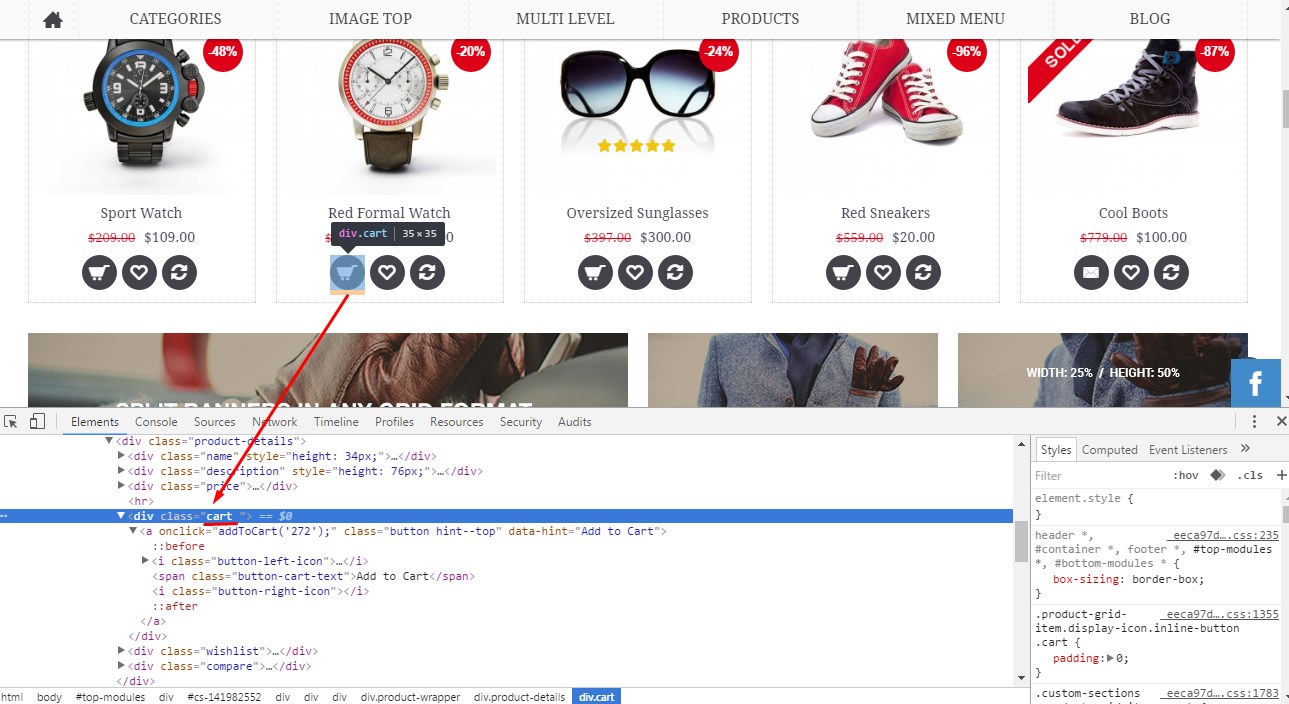 CATEGORIES IMAGE TOP MULTI LEVEL PRODUCTS MIXED MENU BLOG
-48% -20% -24% -96% SOLD -87%
Sport Watch Red Formal Watch Oversized Sunglasses Red Sneakers Cool Boots
$209.00 $109.00 $397.00 $300.00 $559.00 $20.00 $779.00 $100.00
div.cart | 35 × 35
WIDTH: 25% / HEIGHT: 50%
SPLIT BANNERS IN ANY GRID FORMAT
Elements Console Sources Network Timeline Profiles Resources Security Audits
<div class="product-details">
<div class="name" style="height: 34px;">…</div>
<div class="description" style="height: 76px;">…</div>
<div class="price">…</div>
<hr>
<div class="cart "> == $0
<a onclick="addToCart('272');" class="button hint--top" data-hint="Add to Cart">
::before
<i class="button-left-icon">…</i>
<span class="button-cart-text">Add to Cart</span>
<i class="button-right-icon"></i>
::after
</a>
</div>
<div class="wishlist">…</div>
<div class="compare">…</div>
</div>
html body #top-modules div #cs-141982552 div div div div.product-wrapper div.product-details div.cart
Styles Computed Event Listeners »
Filter :hov .cls +
element.style {
}
header *, _eeca97d….css:235
#container *, footer *, #top-modules
*, #bottom-modules * {
box-sizing: border-box;
}
.product-grid- _eeca97d….css:1355
item.display-icon.inline-button
.cart {
padding: 0;
}
.custom-sections _eeca97d….css:1783